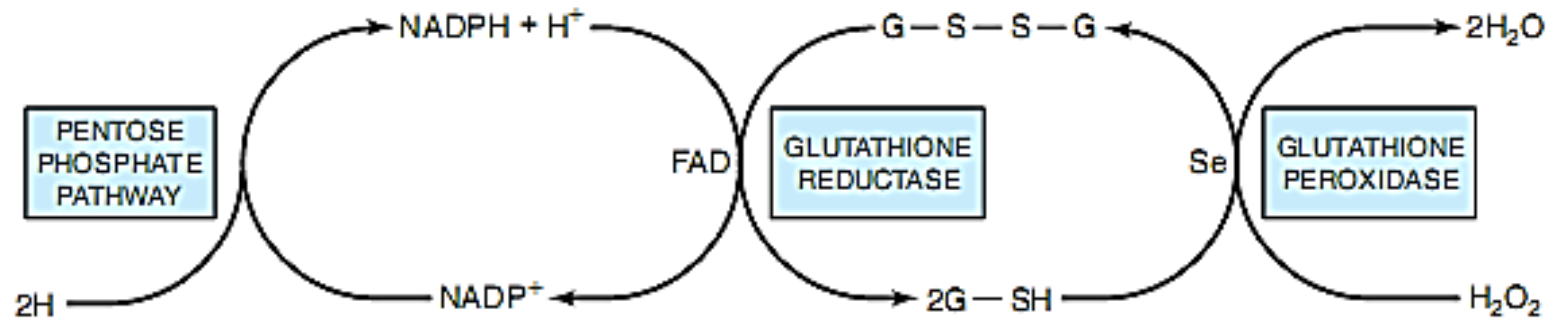 NADPH + H⁺
G — S — S — G
2H₂O
PENTOSE
PHOSPHATE
PATHWAY
FAD
GLUTATHIONE
REDUCTASE
Se
GLUTATHIONE
PEROXIDASE
2H
NADP⁺
2G — SH
H₂O₂